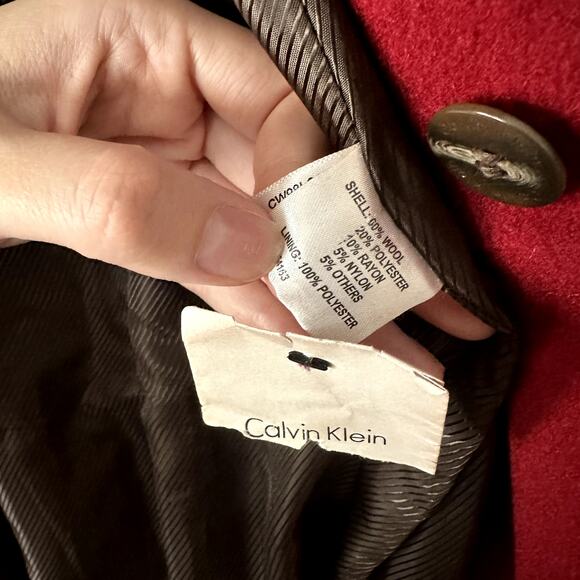 SHELL: 60% WOOL
20% POLYESTER
10% RAYON
5% NYLON
5% OTHERS
LINING: 100% POLYESTER
Calvin Klein